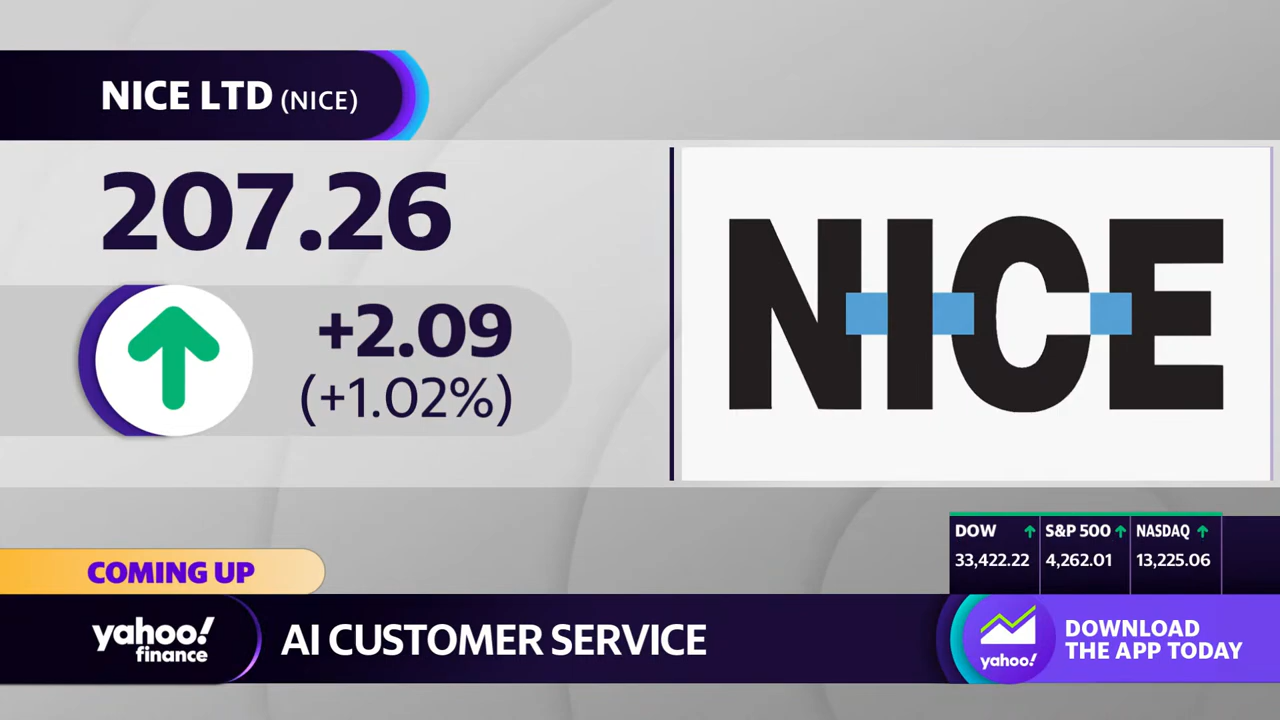 NICE LTD (NICE)
207.26
+2.09
(+1.02%)
NICE
DOW
33,422.22
S&P 500
4,262.01
NASDAQ
13,225.06
COMING UP
yahoo!
finance
AI CUSTOMER SERVICE
yahoo!
DOWNLOAD
THE APP TODAY